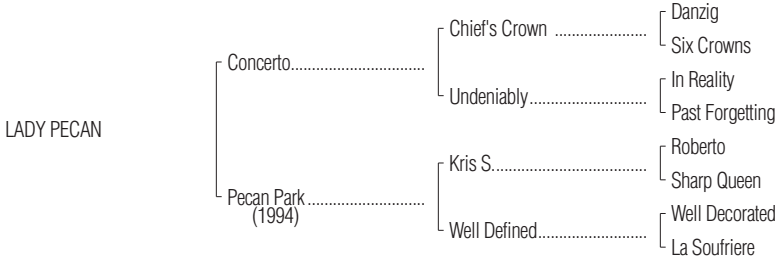 Danzig
Chief's Crown ......................
Six Crowns
Concerto................................
In Reality
Undeniably............................
Past Forgetting
LADY PECAN
Roberto
Kris S.....................................
Sharp Queen
Pecan Park ............................
(1994)
Well Decorated
Well Defined..........................
La Soufriere